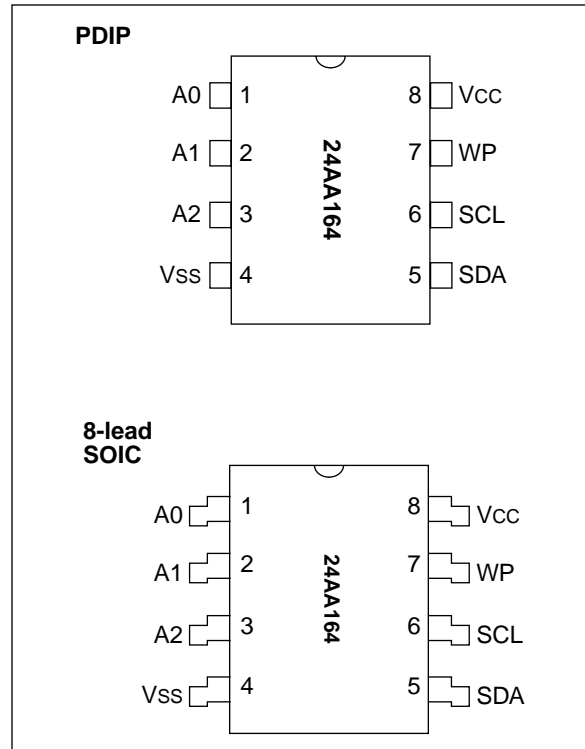 PDIP
A0 1 8 VCC
A1 2 7 WP
A2 3 6 SCL
VSS 4 5 SDA
24AA164
8-lead
SOIC
A0 1 8 VCC
A1 2 7 WP
A2 3 6 SCL
VSS 4 5 SDA
24AA164